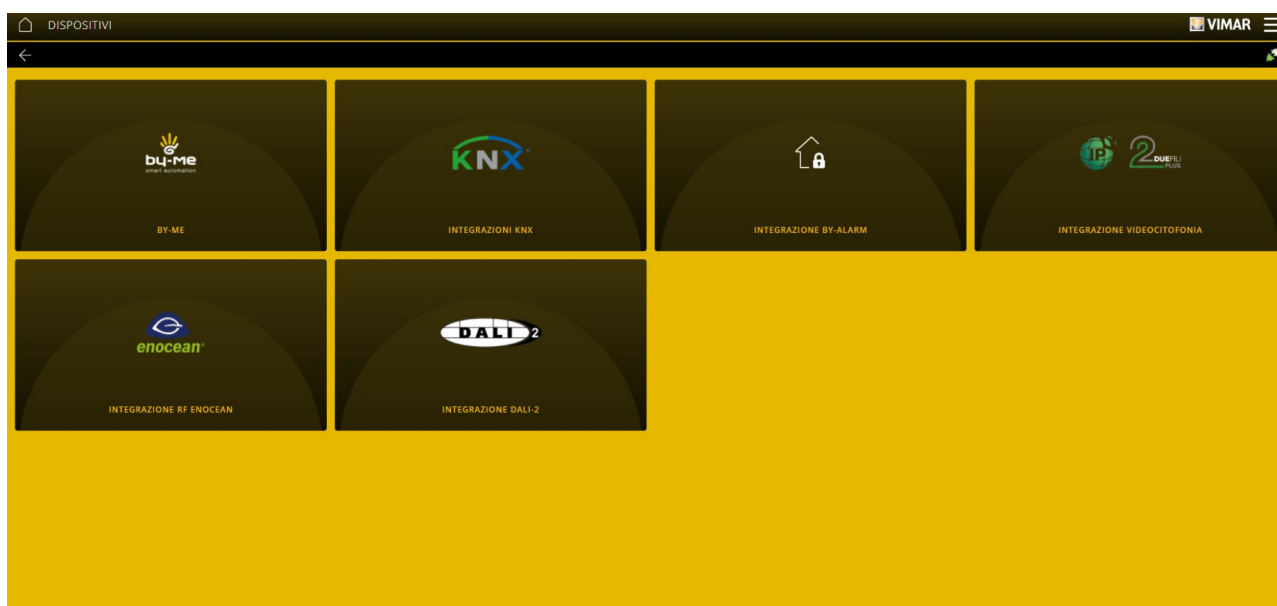 DISPOSITIVI
VIMAR
by-me
smart automation
KNX
IP 2 DUEFILI
PLUS
BY-ME
INTEGRAZIONI KNX
INTEGRAZIONE BY-ALARM
INTEGRAZIONE VIDEOCITOFONIA
enocean®
DALI 2
INTEGRAZIONE RF ENOCEAN
INTEGRAZIONE DALI-2